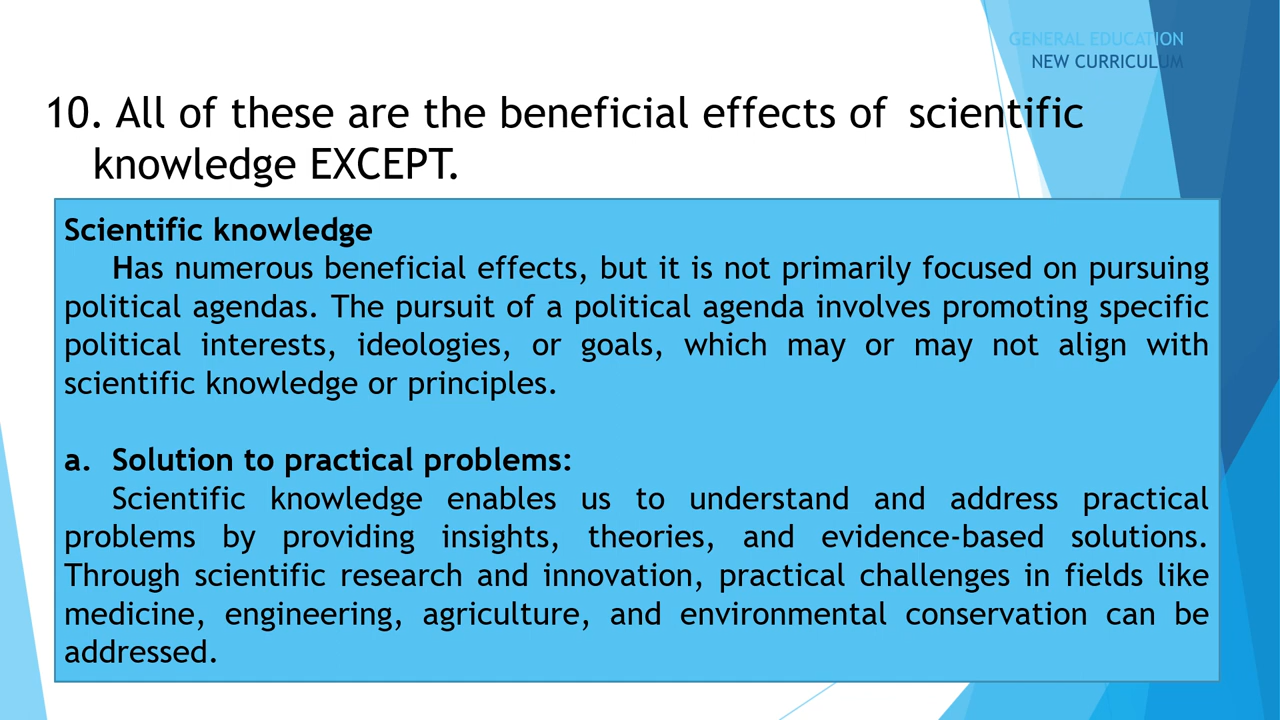 GENERAL EDUCATION
NEW CURRICULUM
10. All of these are the beneficial effects of scientific
knowledge EXCEPT.
Scientific knowledge
Has numerous beneficial effects, but it is not primarily focused on pursuing
political agendas. The pursuit of a political agenda involves promoting specific
political interests, ideologies, or goals, which may or may not align with
scientific knowledge or principles.
a. Solution to practical problems:
Scientific knowledge enables us to understand and address practical
problems by providing insights, theories, and evidence-based solutions.
Through scientific research and innovation, practical challenges in fields like
medicine, engineering, agriculture, and environmental conservation can be
addressed.